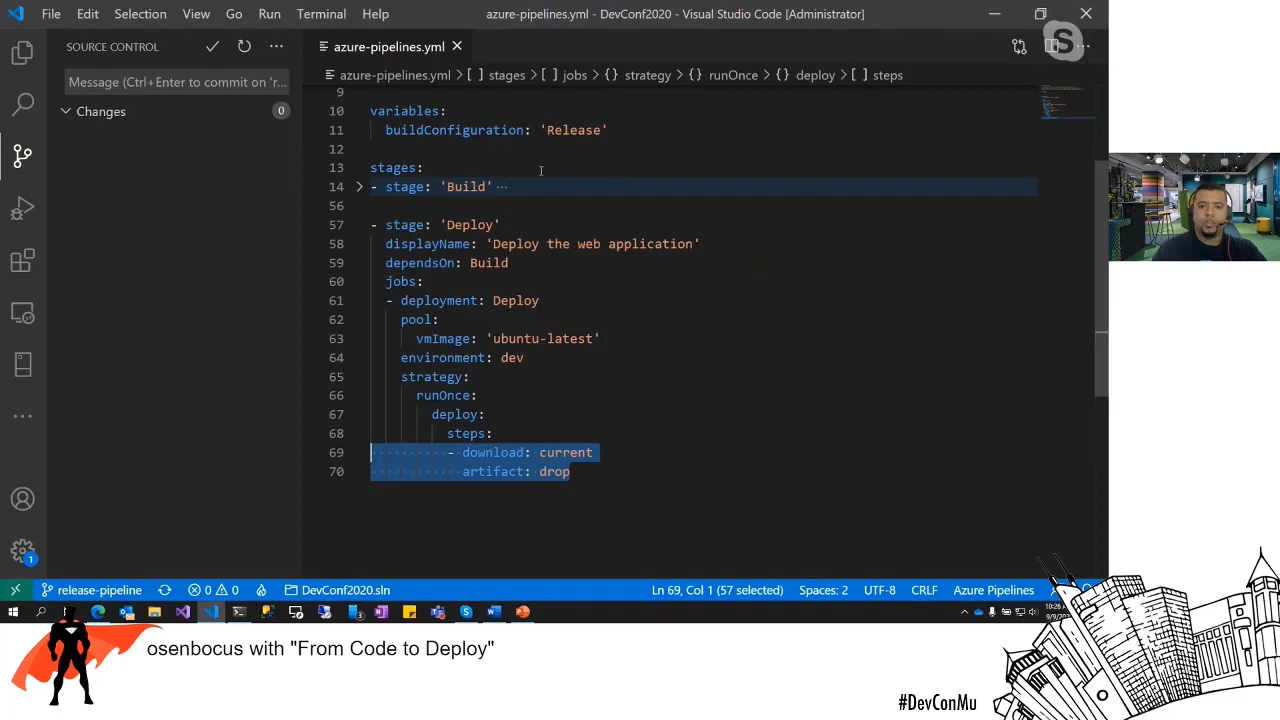 File Edit Selection View Go Run Terminal Help azure-pipelines.yml - DevConf2020 - Visual Studio Code [Administrator]
SOURCE CONTROL
azure-pipelines.yml
Message (Ctrl+Enter to commit on 'r...
azure-pipelines.yml > [ ] stages > [ ] jobs > {} strategy > {} runOnce > {} deploy > [ ] steps
Changes 0
9
10 variables:
11 buildConfiguration: 'Release'
12
13 stages:
14 - stage: 'Build' ...
56
57 - stage: 'Deploy'
58 displayName: 'Deploy the web application'
59 dependsOn: Build
60 jobs:
61 - deployment: Deploy
62 pool:
63 vmImage: 'ubuntu-latest'
64 environment: dev
65 strategy:
66 runOnce:
67 deploy:
68 steps:
69 - download: current
70 artifact: drop
1
release-pipeline 0 0 DevConf2020.sln Ln 69, Col 1 (57 selected) Spaces: 2 UTF-8 CRLF Azure Pipelines
10:26
9/9/2020
osenbocus with "From Code to Deploy"
#DevConMu